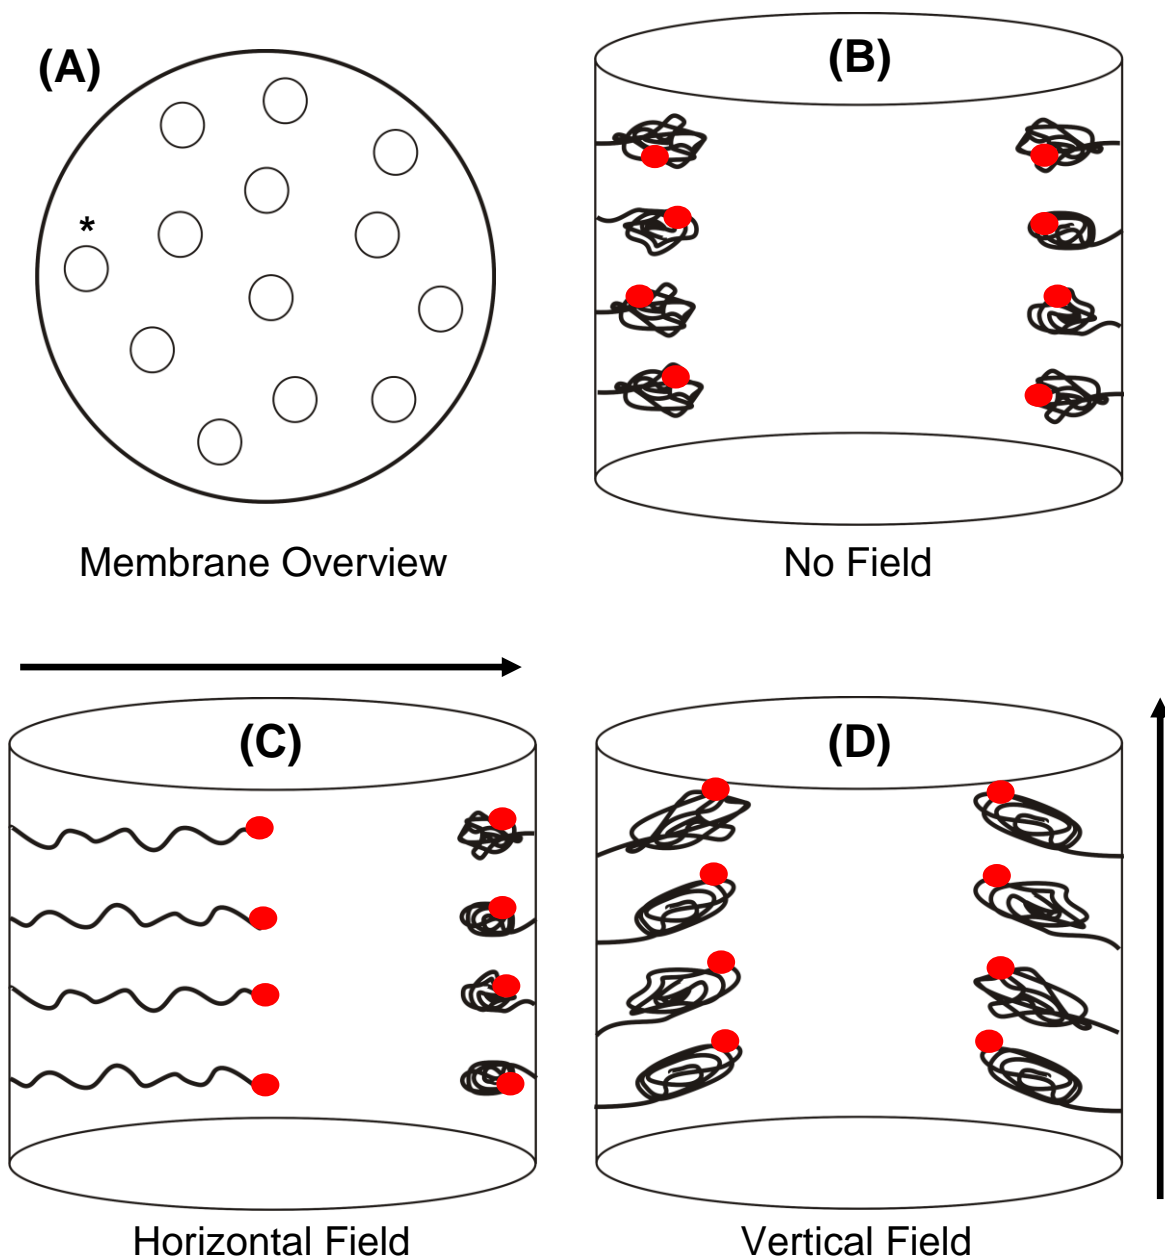 (A)
*
Membrane Overview
(B)
No Field
(C)
Horizontal Field
(D)
Vertical Field